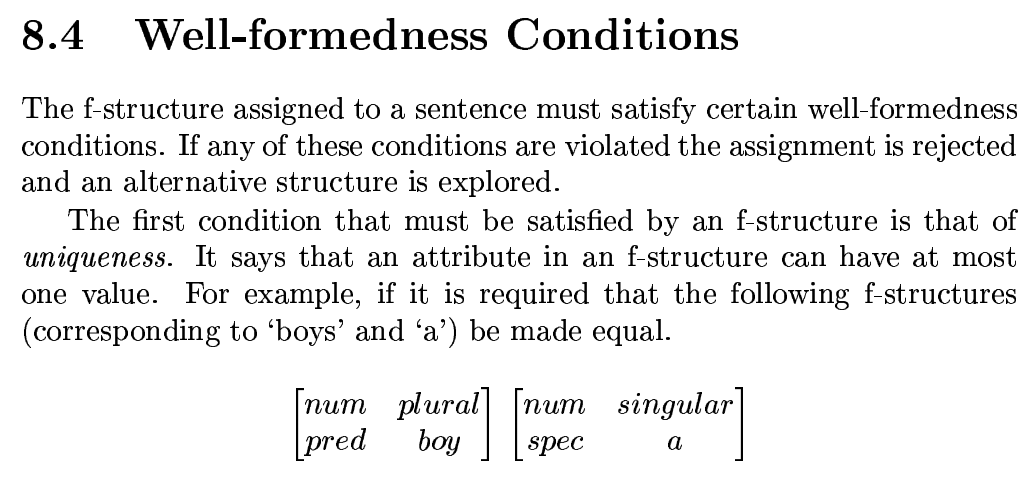 8.4 Well-formedness Conditions
The f-structure assigned to a sentence must satisfy certain well-formedness
conditions. If any of these conditions are violated the assignment is rejected
and an alternative structure is explored.
The first condition that must be satisfied by an f-structure is that of
uniqueness. It says that an attribute in an f-structure can have at most
one value. For example, if it is required that the following f-structures
(corresponding to ‘boys’ and ‘a’) be made equal.
[num plural] [num singular]
[pred boy] [spec a]